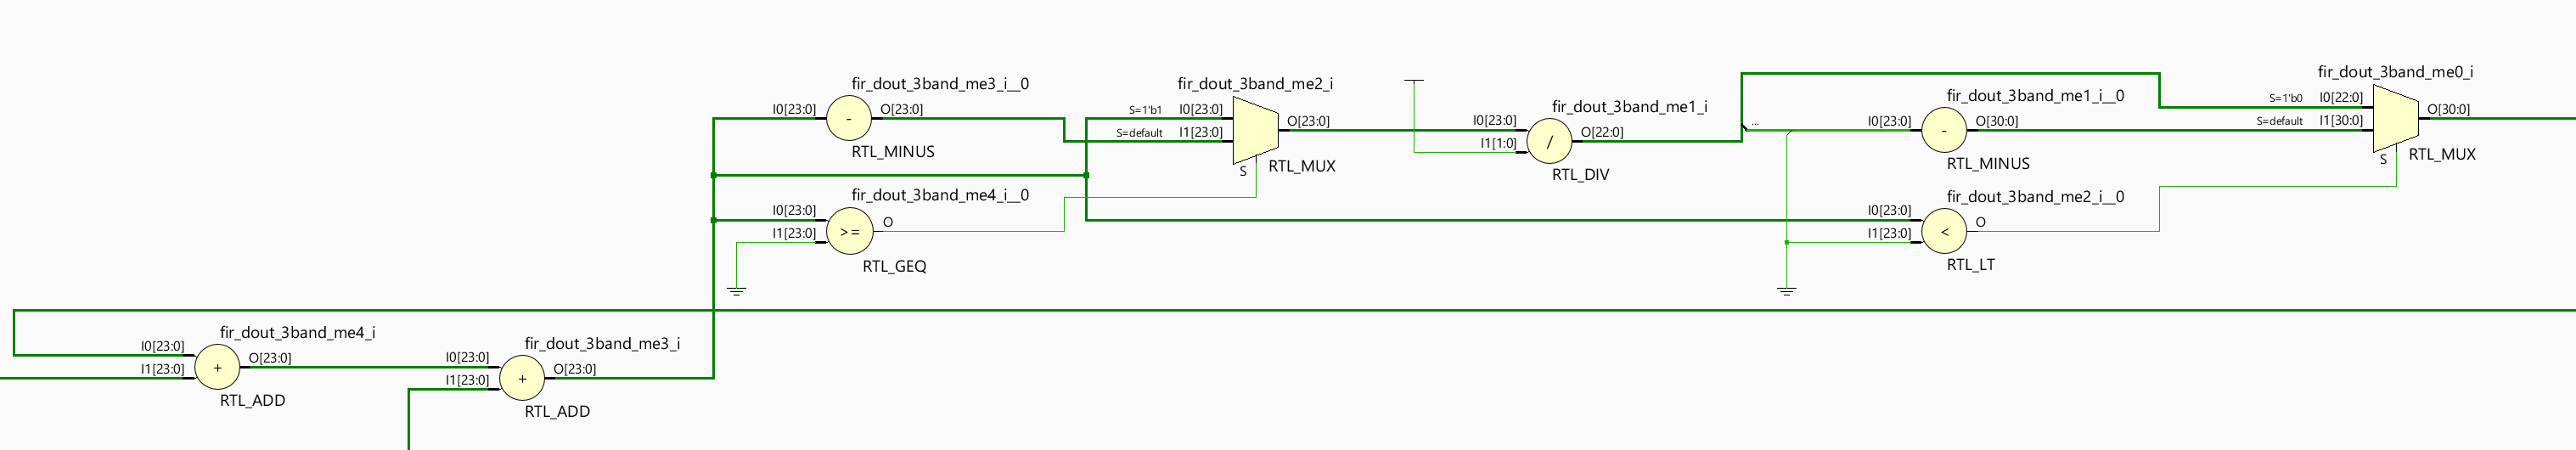 fir_dout_3band_me4_i
I0[23:0]
I1[23:0]
+
O[23:0]
RTL_ADD
fir_dout_3band_me3_i
I0[23:0]
I1[23:0]
+
O[23:0]
RTL_ADD
fir_dout_3band_me3_i__0
I0[23:0]
-
O[23:0]
RTL_MINUS
fir_dout_3band_me4_i__0
I0[23:0]
I1[23:0]
>=
O
RTL_GEQ
fir_dout_3band_me2_i
S=1'b1 I0[23:0]
S=default I1[23:0]
S
O[23:0]
RTL_MUX
fir_dout_3band_me1_i
I0[23:0]
I1[1:0]
/
O[22:0]
RTL_DIV
...
fir_dout_3band_me1_i__0
I0[23:0]
-
O[30:0]
RTL_MINUS
fir_dout_3band_me2_i__0
I0[23:0]
I1[23:0]
<
O
RTL_LT
fir_dout_3band_me0_i
S=1'b0 I0[22:0]
S=default I1[30:0]
S
O[30:0]
RTL_MUX